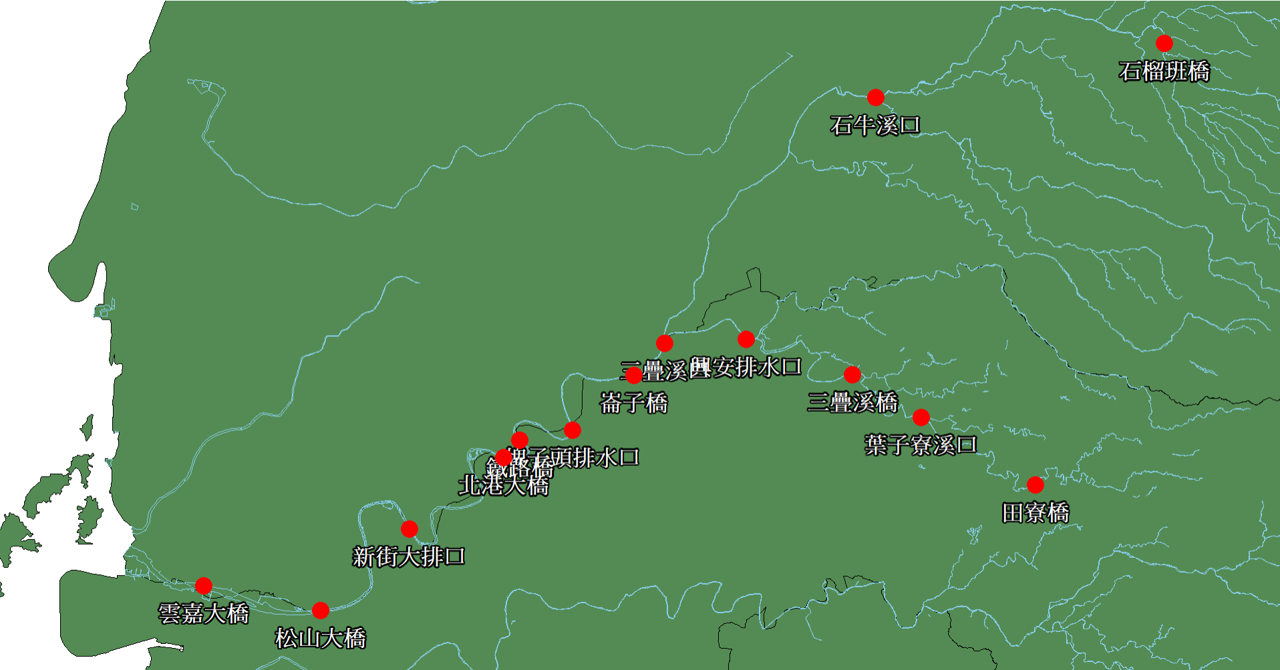 石榴班橋
石牛溪口
三疊溪口
興安排水口
崙子橋
三疊溪橋
葉子寮溪口
子頭排水口
鐵路橋
北港大橋
田寮橋
新街大排口
雲嘉大橋
松山大橋